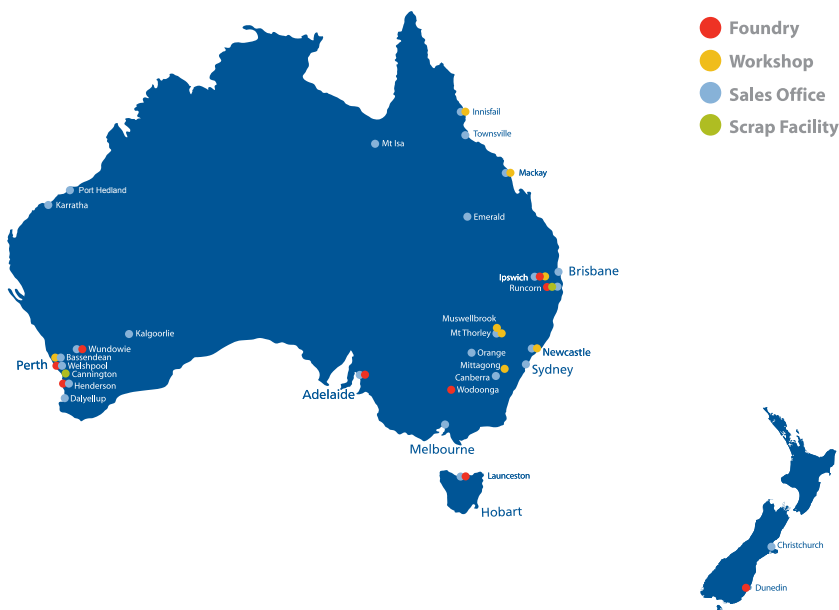 Foundry
Workshop
Sales Office
Scrap Facility
Innisfail
Townsville
Mt Isa
Mackay
Port Hedland
Karratha
Emerald
Brisbane
Ipswich
Runcorn
Muswellbrook
Mt Thorley
Kalgoorlie
Wundowie
Bassendean
Perth
Welshpool
Cannington
Henderson
Dalyellup
Newcastle
Orange
Mittagong
Sydney
Canberra
Wodoonga
Adelaide
Melbourne
Launceston
Hobart
Christchurch
Dunedin